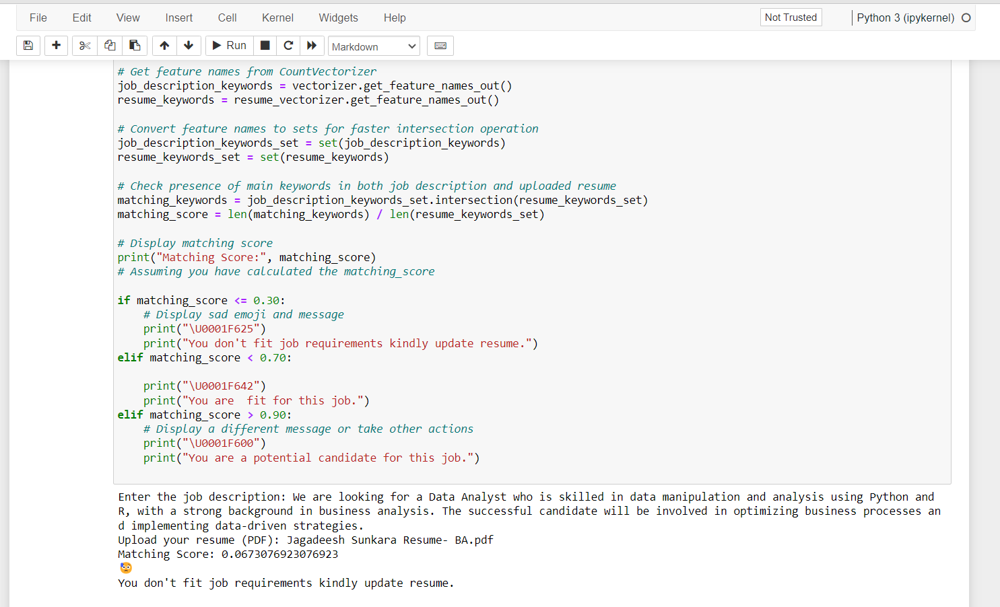 File Edit View Insert Cell Kernel Widgets Help Not Trusted Python 3 (ipykernel)
Run Markdown
# Get feature names from CountVectorizer
job_description_keywords = vectorizer.get_feature_names_out()
resume_keywords = resume_vectorizer.get_feature_names_out()
# Convert feature names to sets for faster intersection operation
job_description_keywords_set = set(job_description_keywords)
resume_keywords_set = set(resume_keywords)
# Check presence of main keywords in both job description and uploaded resume
matching_keywords = job_description_keywords_set.intersection(resume_keywords_set)
matching_score = len(matching_keywords) / len(resume_keywords_set)
# Display matching score
print("Matching Score:", matching_score)
# Assuming you have calculated the matching_score
if matching_score <= 0.30:
    # Display sad emoji and message
    print("\U0001F625")
    print("You don't fit job requirements kindly update resume.")
elif matching_score < 0.70:
    print("\U0001F642")
    print("You are  fit for this job.")
elif matching_score > 0.90:
    # Display a different message or take other actions
    print("\U0001F600")
    print("You are a potential candidate for this job.")
Enter the job description: We are looking for a Data Analyst who is skilled in data manipulation and analysis using Python and
R, with a strong background in business analysis. The successful candidate will be involved in optimizing business processes an
d implementing data-driven strategies.
Upload your resume (PDF): Jagadeesh Sunkara Resume- BA.pdf
Matching Score: 0.0673076923076923
😥
You don't fit job requirements kindly update resume.